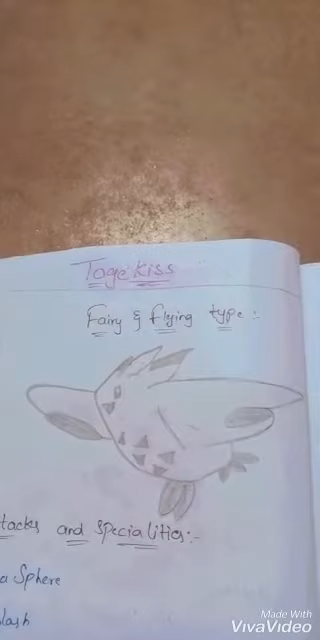 Togekiss
Fairy & flying type :-
tacks and specialities:-
a Sphere
lash
Made With
VivaVideo